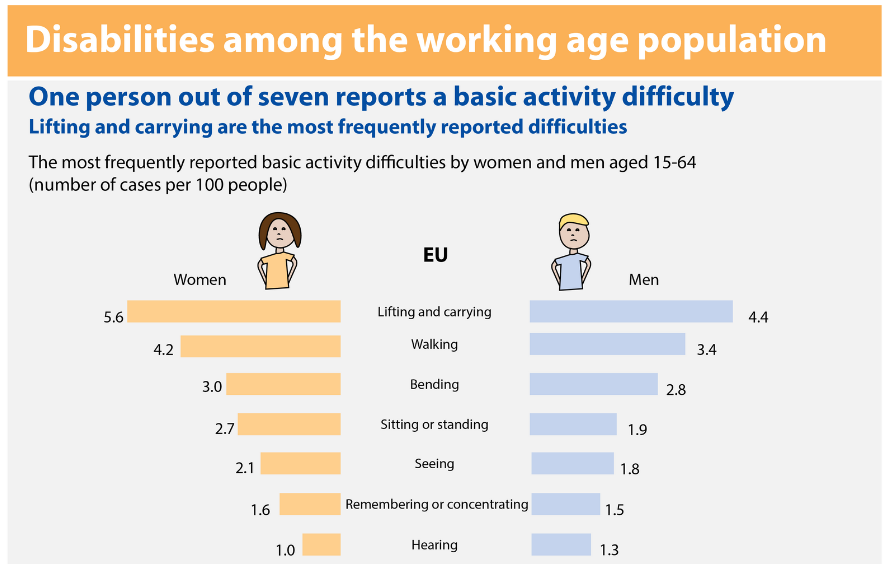 Disabilities among the working age population
One person out of seven reports a basic activity difficulty
Lifting and carrying are the most frequently reported difficulties
The most frequently reported basic activity difficulties by women and men aged 15-64
(number of cases per 100 people)
EU
Women
Men
5.6 Lifting and carrying 4.4
4.2 Walking 3.4
3.0 Bending 2.8
2.7 Sitting or standing 1.9
2.1 Seeing 1.8
1.6 Remembering or concentrating 1.5
1.0 Hearing 1.3